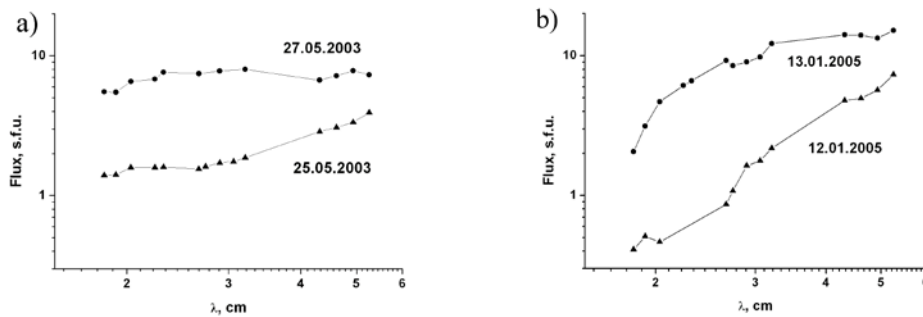 a)
10
1
Flux, s.f.u.
27.05.2003
25.05.2003
2 3 4 5 6
λ, cm
b)
10
1
Flux, s.f.u.
13.01.2005
12.01.2005
2 3 4 5 6
λ, cm